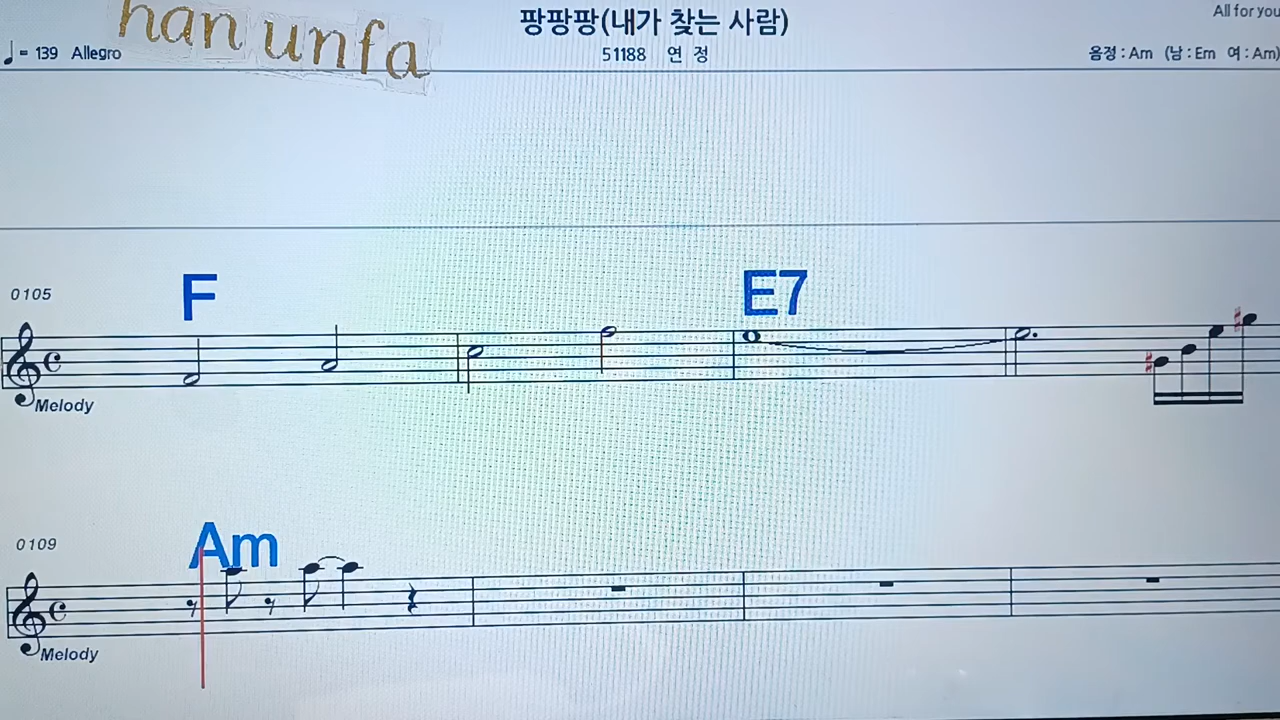 han unfa
팡팡팡(내가 찾는 사람)
All for you
♩= 139 Allegro
51188 연 정
음정 : Am (남 : Em 여 : Am)
F
E7
0105
Melody
Am
0109
Melody